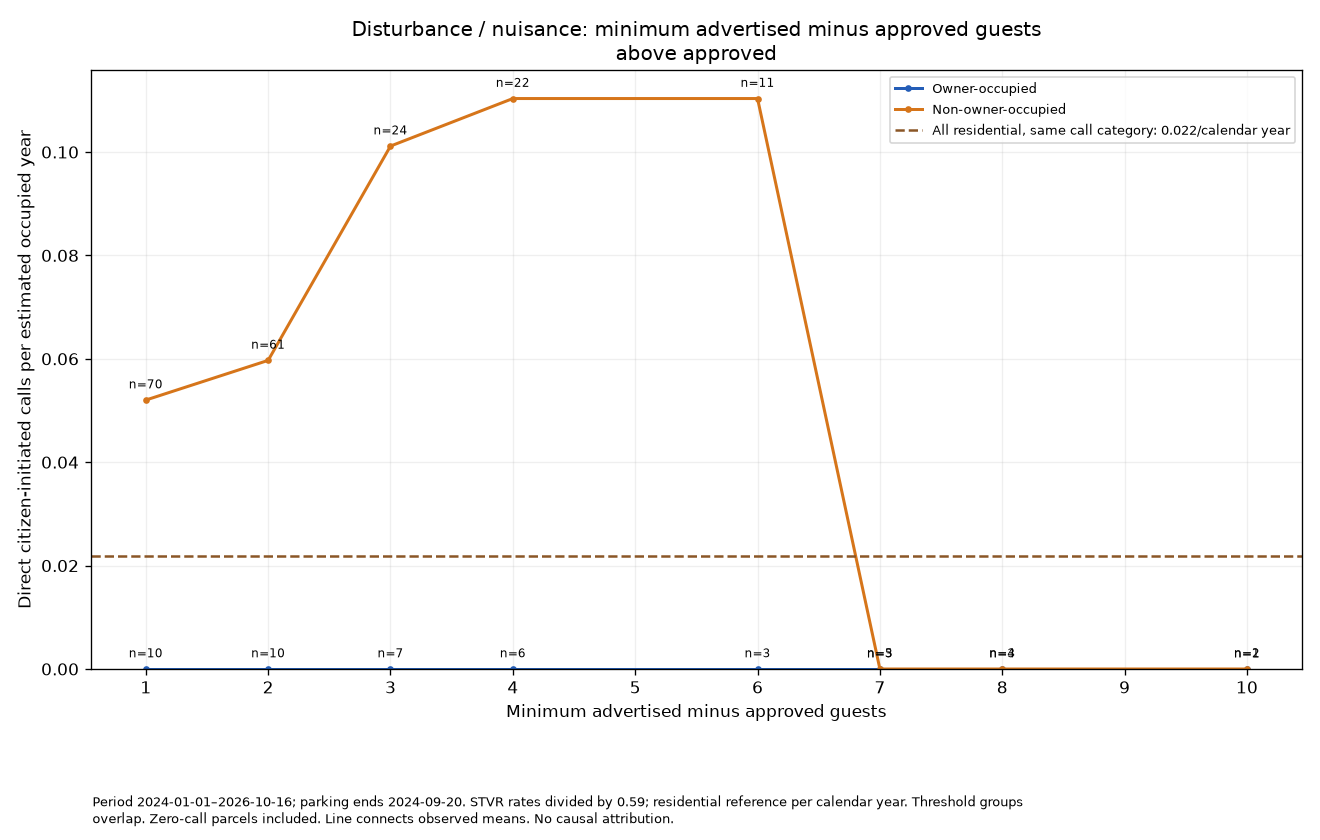 Disturbance / nuisance: minimum advertised minus approved guests
above approved
Direct citizen-initiated calls per estimated occupied year
0.10
0.08
0.06
0.04
0.02
0.00
Owner-occupied
Non-owner-occupied
All residential, same call category: 0.022/calendar year
n=70
n=61
n=24
n=22
n=11
n=10
n=10
n=7
n=6
n=3
1
2
3
4
5
6
7
8
9
10
Minimum advertised minus approved guests
Period 2024-01-01–2026-10-16; parking ends 2024-09-20. STVR rates divided by 0.59; residential reference per calendar year. Threshold groups
overlap. Zero-call parcels included. Line connects observed means. No causal attribution.